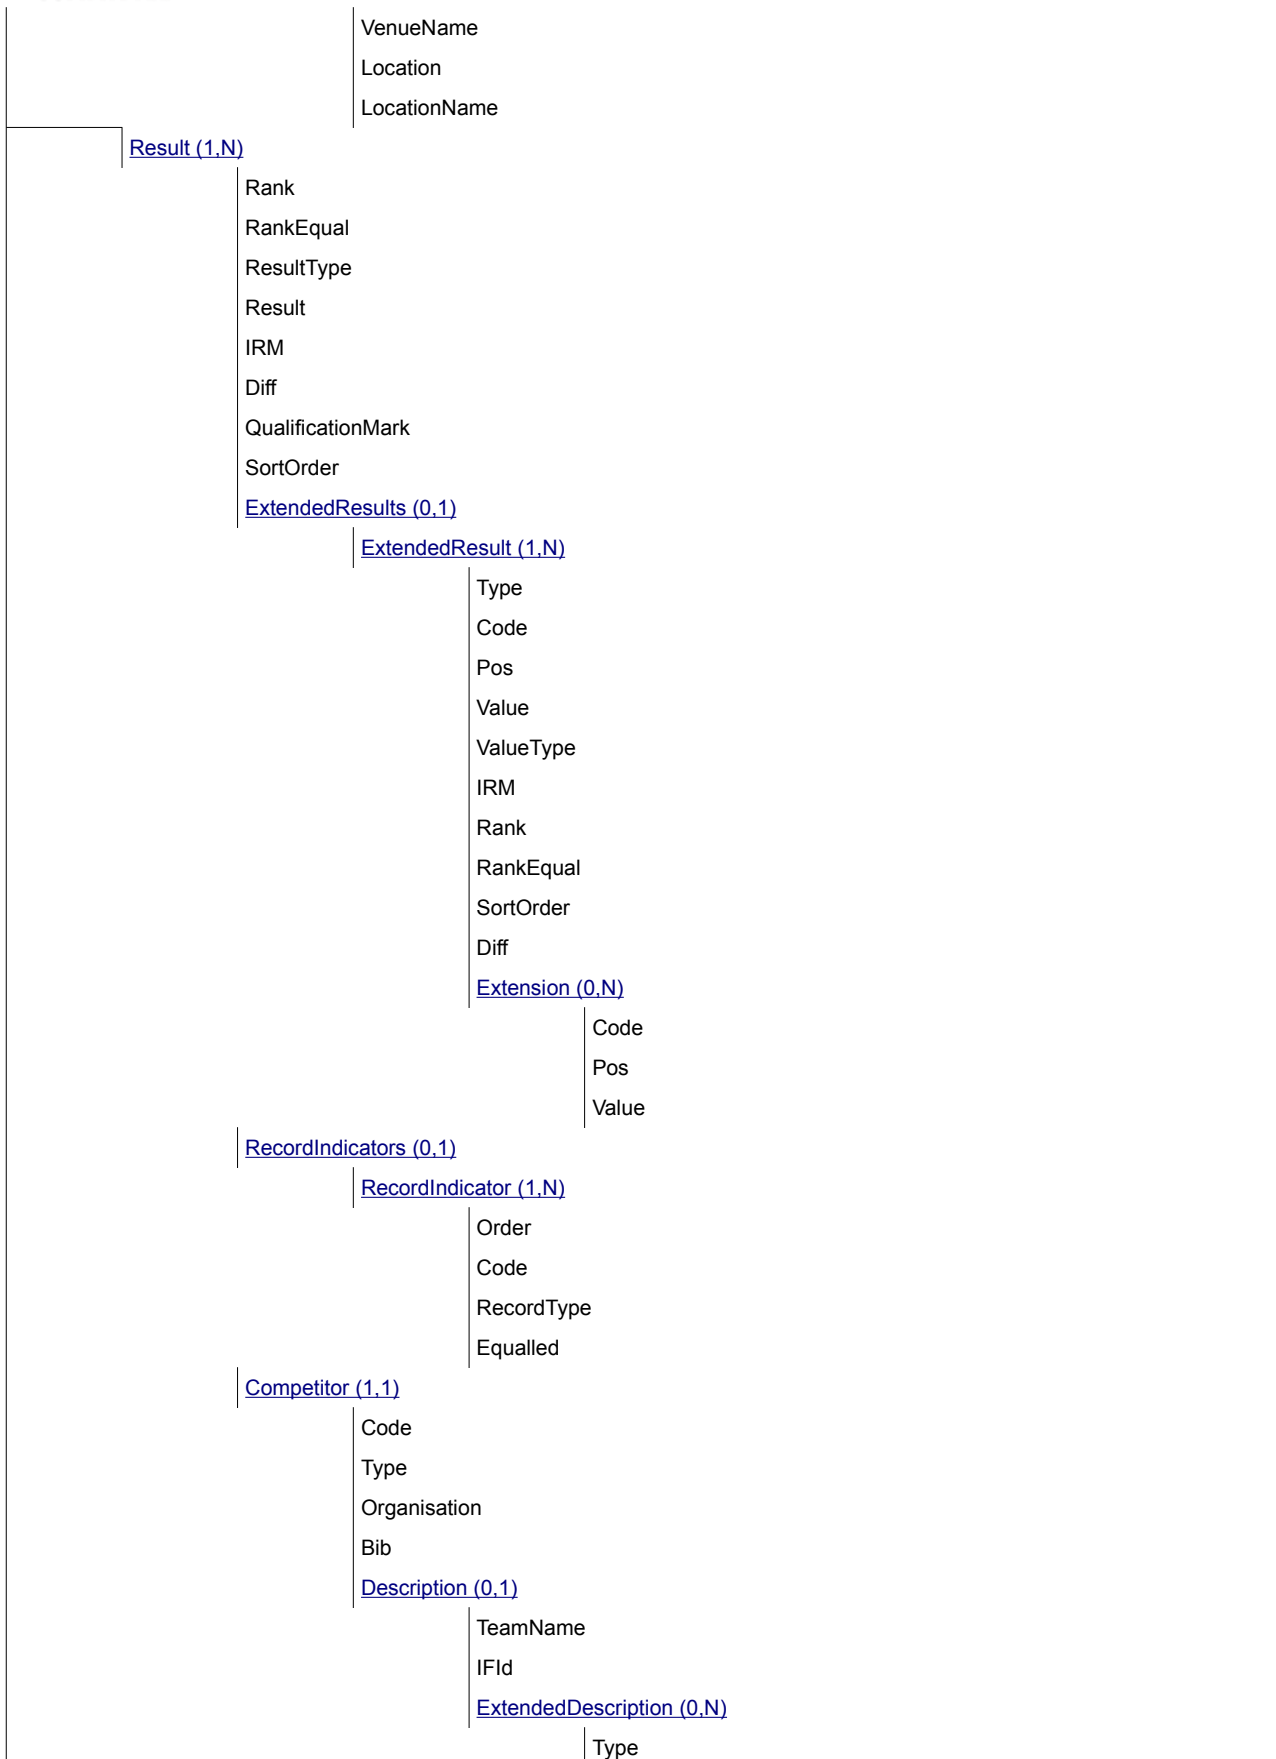 VenueName
Location
LocationName
Result (1,N)
Rank
RankEqual
ResultType
Result
IRM
Diff
QualificationMark
SortOrder
ExtendedResults (0,1)
ExtendedResult (1,N)
Type
Code
Pos
Value
ValueType
IRM
Rank
RankEqual
SortOrder
Diff
Extension (0,N)
Code
Pos
Value
RecordIndicators (0,1)
RecordIndicator (1,N)
Order
Code
RecordType
Equalled
Competitor (1,1)
Code
Type
Organisation
Bib
Description (0,1)
TeamName
IFId
ExtendedDescription (0,N)
Type